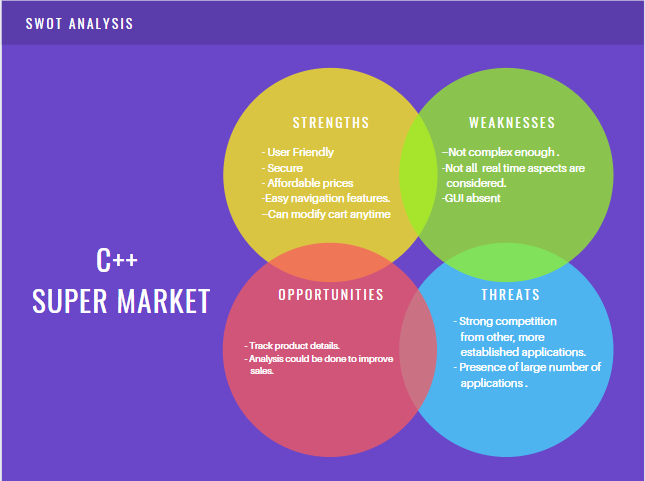 SWOT ANALYSIS
C++
SUPER MARKET
STRENGTHS
- User Friendly
- Secure
- Affordable prices
-Easy navigation features.
--Can modify cart anytime
WEAKNESSES
--Not complex enough .
-Not all real time aspects are
considered.
-GUI absent
OPPORTUNITIES
- Track product details.
- Analysis could be done to improve
sales.
THREATS
- Strong competition
from other, more
established applications.
- Presence of large number of
applications .